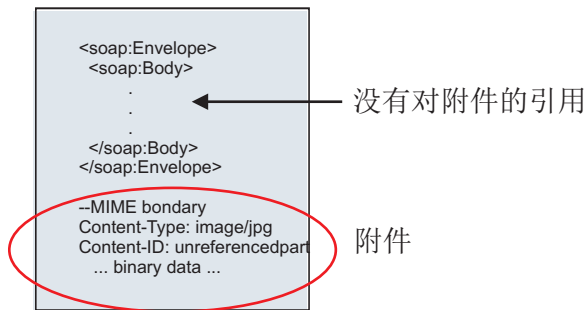 <soap:Envelope>
<soap:Body>
.
.
.
没有对附件的引用
</soap:Body>
</soap:Envelope>
--MIME bondary
Content-Type: image/jpg
Content-ID: unreferencedpart
... binary data ...
附件